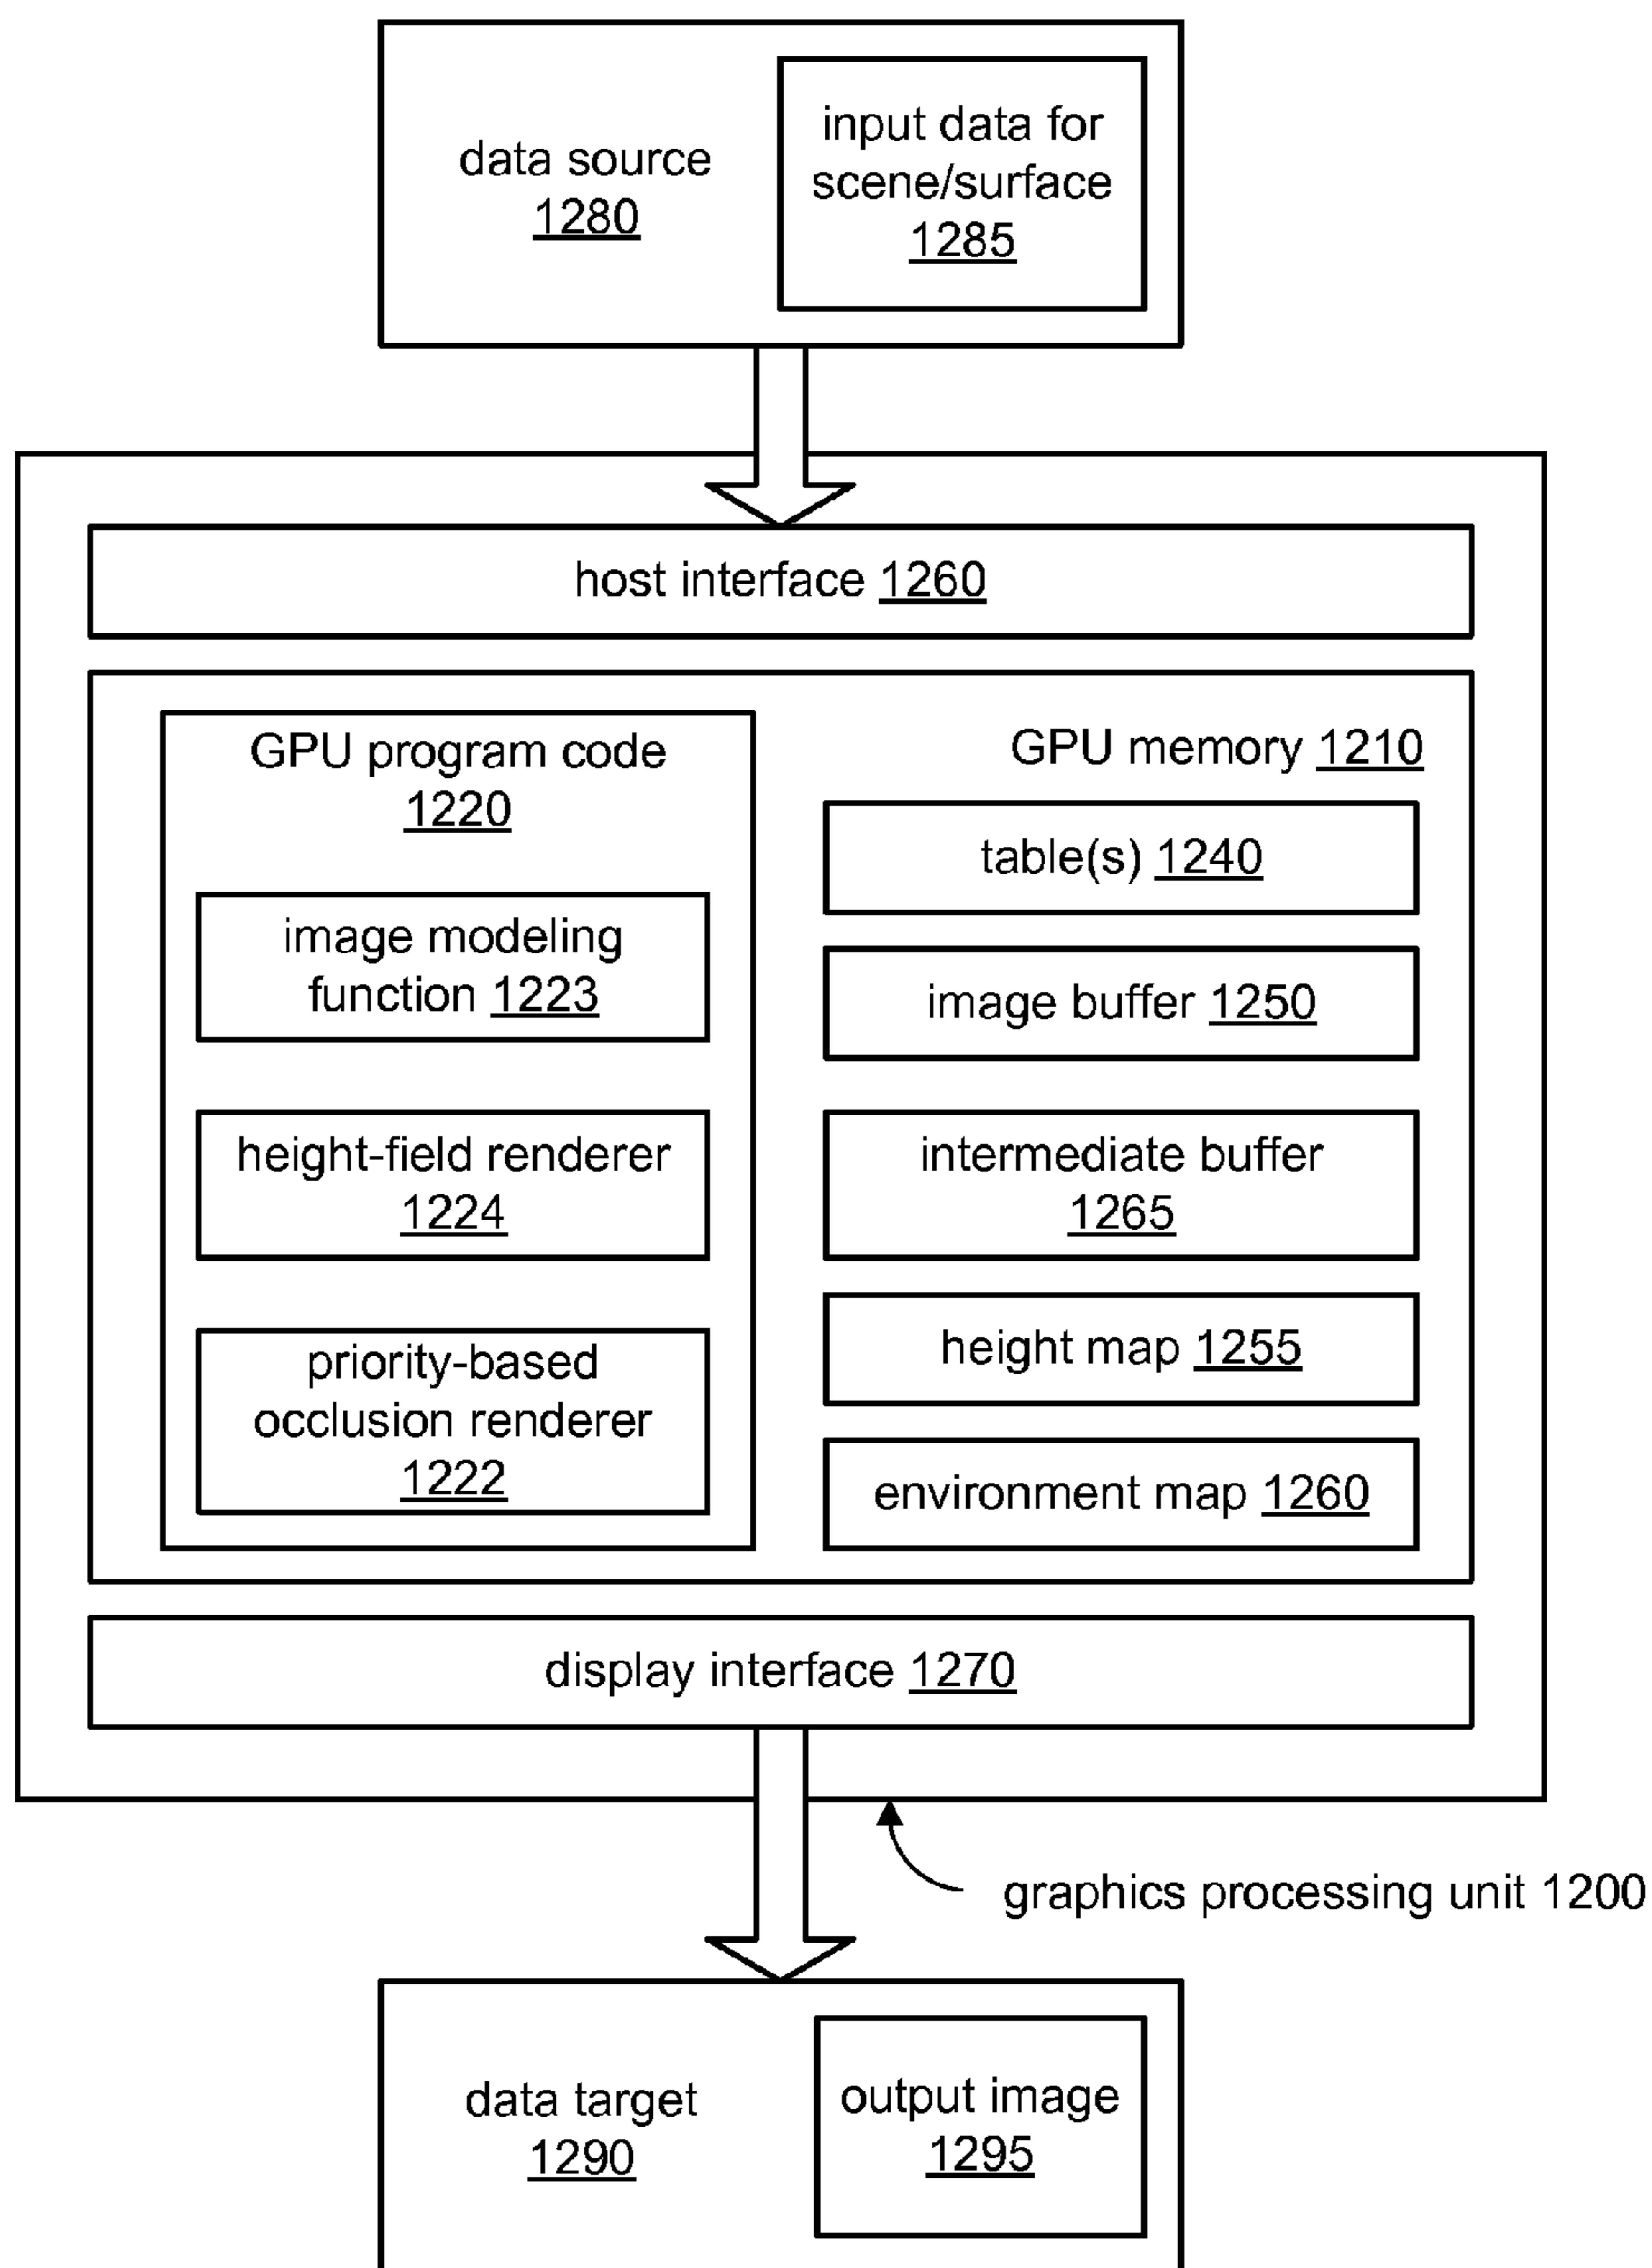 data source
1280
input data for
scene/surface
1285
host interface 1260
GPU program code
1220
image modeling
function 1223
height-field renderer
1224
priority-based
occlusion renderer
1222
GPU memory 1210
table(s) 1240
image buffer 1250
intermediate buffer
1265
height map 1255
environment map 1260
display interface 1270
graphics processing unit 1200
data target
1290
output image
1295